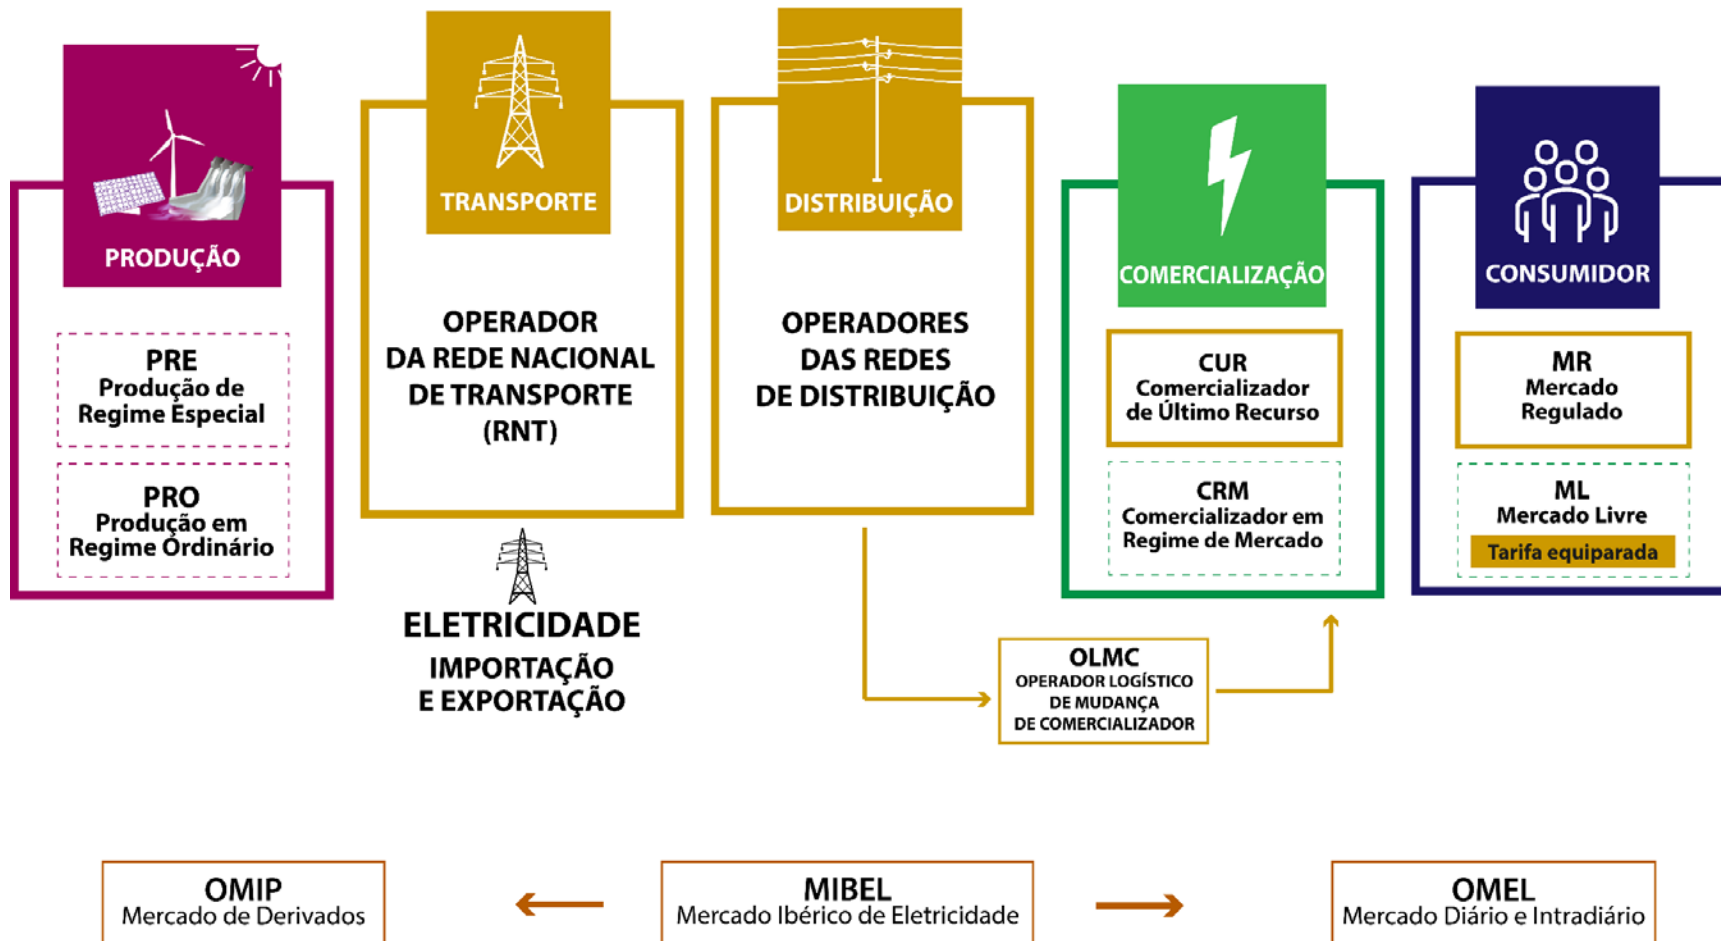 PRODUÇÃO
PRE
Produção de
Regime Especial
PRO
Produção em
Regime Ordinário
TRANSPORTE
OPERADOR
DA REDE NACIONAL
DE TRANSPORTE
(RNT)
ELETRICIDADE
IMPORTAÇÃO
E EXPORTAÇÃO
DISTRIBUIÇÃO
OPERADORES
DAS REDES
DE DISTRIBUIÇÃO
OLMC
OPERADOR LOGÍSTICO
DE MUDANÇA
DE COMERCIALIZADOR
COMERCIALIZAÇÃO
CUR
Comercializador
de Último Recurso
CRM
Comercializador em
Regime de Mercado
CONSUMIDOR
MR
Mercado
Regulado
ML
Mercado Livre
Tarifa equiparada
OMIP
Mercado de Derivados
MIBEL
Mercado Ibérico de Eletricidade
OMEL
Mercado Diário e Intradiário